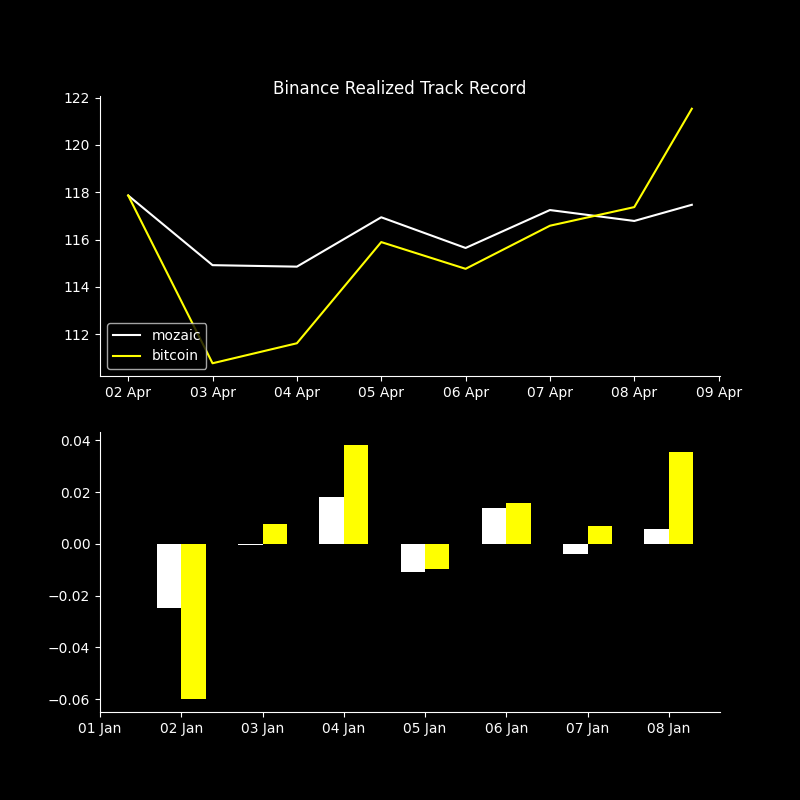 Binance Realized Track Record
122
120
118
116
114
112
mozaic
bitcoin
02 Apr 03 Apr 04 Apr 05 Apr 06 Apr 07 Apr 08 Apr 09 Apr
0.04
0.02
0.00
−0.02
−0.04
−0.06
01 Jan 02 Jan 03 Jan 04 Jan 05 Jan 06 Jan 07 Jan 08 Jan